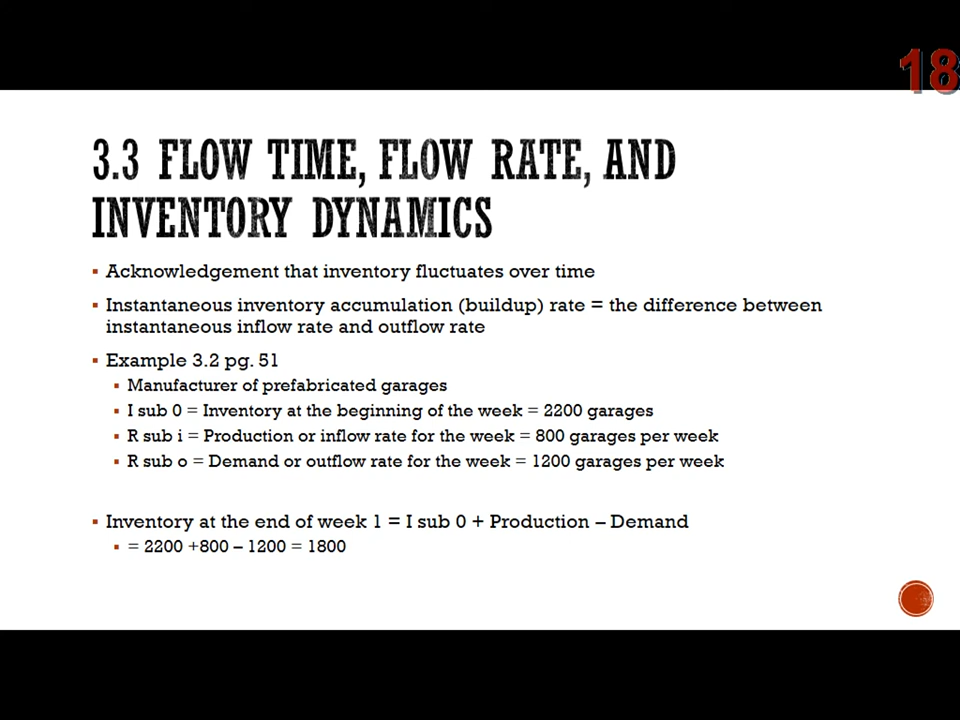 18
3.3 FLOW TIME, FLOW RATE, AND
INVENTORY DYNAMICS
▪ Acknowledgement that inventory fluctuates over time
▪ Instantaneous inventory accumulation (buildup) rate = the difference between
instantaneous inflow rate and outflow rate
▪ Example 3.2 pg. 51
▪ Manufacturer of prefabricated garages
▪ I sub 0 = Inventory at the beginning of the week = 2200 garages
▪ R sub i = Production or inflow rate for the week = 800 garages per week
▪ R sub o = Demand or outflow rate for the week = 1200 garages per week
▪ Inventory at the end of week 1 = I sub 0 + Production – Demand
▪ = 2200 +800 – 1200 = 1800